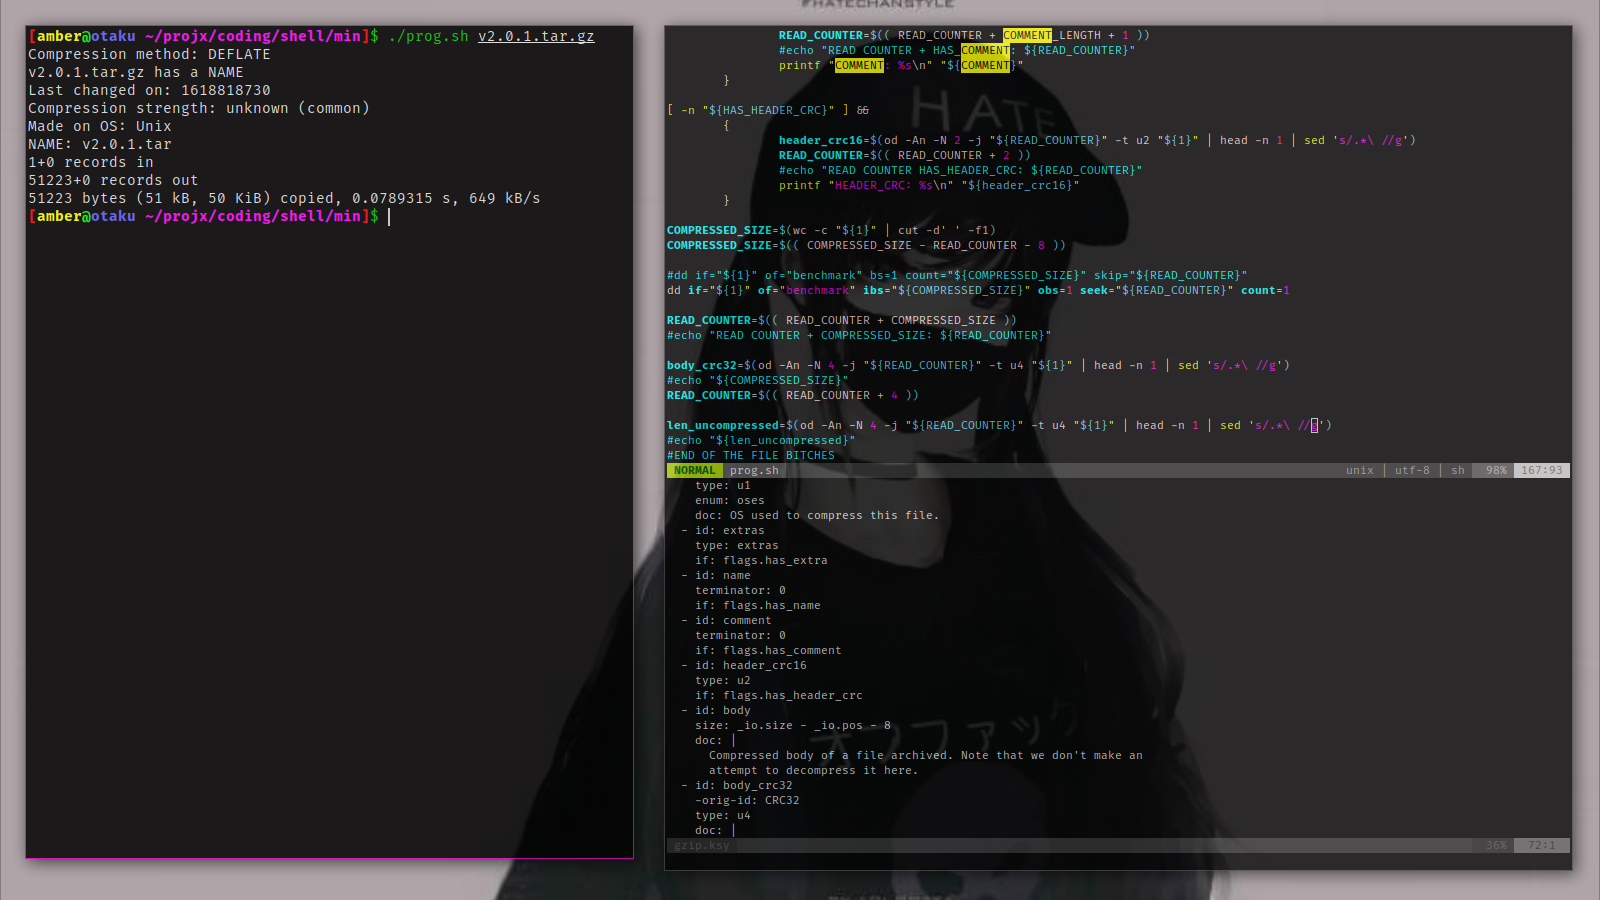 #HATECHANSTYLE
[amber@otaku ~/projx/coding/shell/min]$ ./prog.sh v2.0.1.tar.gz
Compression method: DEFLATE
v2.0.1.tar.gz has a NAME
Last changed on: 1618818730
Compression strength: unknown (common)
Made on OS: Unix
NAME: v2.0.1.tar
1+0 records in
51223+0 records out
51223 bytes (51 kB, 50 KiB) copied, 0.0789315 s, 649 kB/s
[amber@otaku ~/projx/coding/shell/min]$
READ_COUNTER=$(( READ_COUNTER + COMMENT_LENGTH + 1 ))
#echo "READ COUNTER + HAS_COMMENT: ${READ_COUNTER}"
printf "COMMENT: %s\n" "${COMMENT}"
}
[ -n "${HAS_HEADER_CRC}" ] &&
{
header_crc16=$(od -An -N 2 -j "${READ_COUNTER}" -t u2 "${1}" | head -n 1 | sed 's/.*\ //g')
READ_COUNTER=$(( READ_COUNTER + 2 ))
#echo "READ COUNTER HAS_HEADER_CRC: ${READ_COUNTER}"
printf "HEADER_CRC: %s\n" "${header_crc16}"
}
COMPRESSED_SIZE=$(wc -c "${1}" | cut -d' ' -f1)
COMPRESSED_SIZE=$(( COMPRESSED_SIZE - READ_COUNTER - 8 ))
#dd if="${1}" of="benchmark" bs=1 count="${COMPRESSED_SIZE}" skip="${READ_COUNTER}"
dd if="${1}" of="benchmark" ibs="${COMPRESSED_SIZE}" obs=1 seek="${READ_COUNTER}" count=1
READ_COUNTER=$(( READ_COUNTER + COMPRESSED_SIZE ))
#echo "READ COUNTER + COMPRESSED_SIZE: ${READ_COUNTER}"
body_crc32=$(od -An -N 4 -j "${READ_COUNTER}" -t u4 "${1}" | head -n 1 | sed 's/.*\ //g')
#echo "${COMPRESSED_SIZE}"
READ_COUNTER=$(( READ_COUNTER + 4 ))
len_uncompressed=$(od -An -N 4 -j "${READ_COUNTER}" -t u4 "${1}" | head -n 1 | sed 's/.*\ //g')
#echo "${len_uncompressed}"
#END OF THE FILE BITCHES
NORMAL prog.sh unix | utf-8 | sh 98% 167:93
type: u1
enum: oses
doc: OS used to compress this file.
- id: extras
type: extras
if: flags.has_extra
- id: name
terminator: 0
if: flags.has_name
- id: comment
terminator: 0
if: flags.has_comment
- id: header_crc16
type: u2
if: flags.has_header_crc
- id: body
size: _io.size - _io.pos - 8
doc: |
Compressed body of a file archived. Note that we don't make an
attempt to decompress it here.
- id: body_crc32
-orig-id: CRC32
type: u4
doc: |
gzip.ksy 36% 72:1
HATE
オフファック